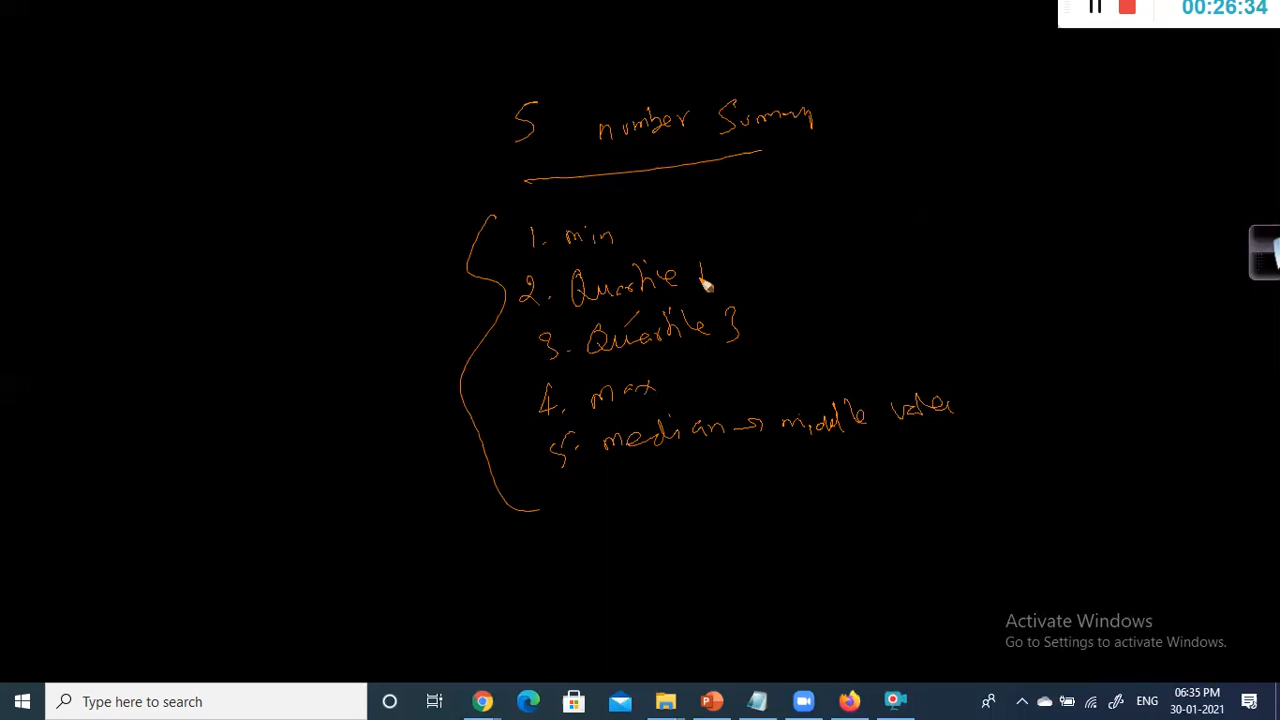 00:26:34
5 number Summary
1. min
2. Quartile 1
3. Quartile 3
4. max
5. median → middle value
Activate Windows
Go to Settings to activate Windows.
Type here to search
ENG
06:35 PM
30-01-2021